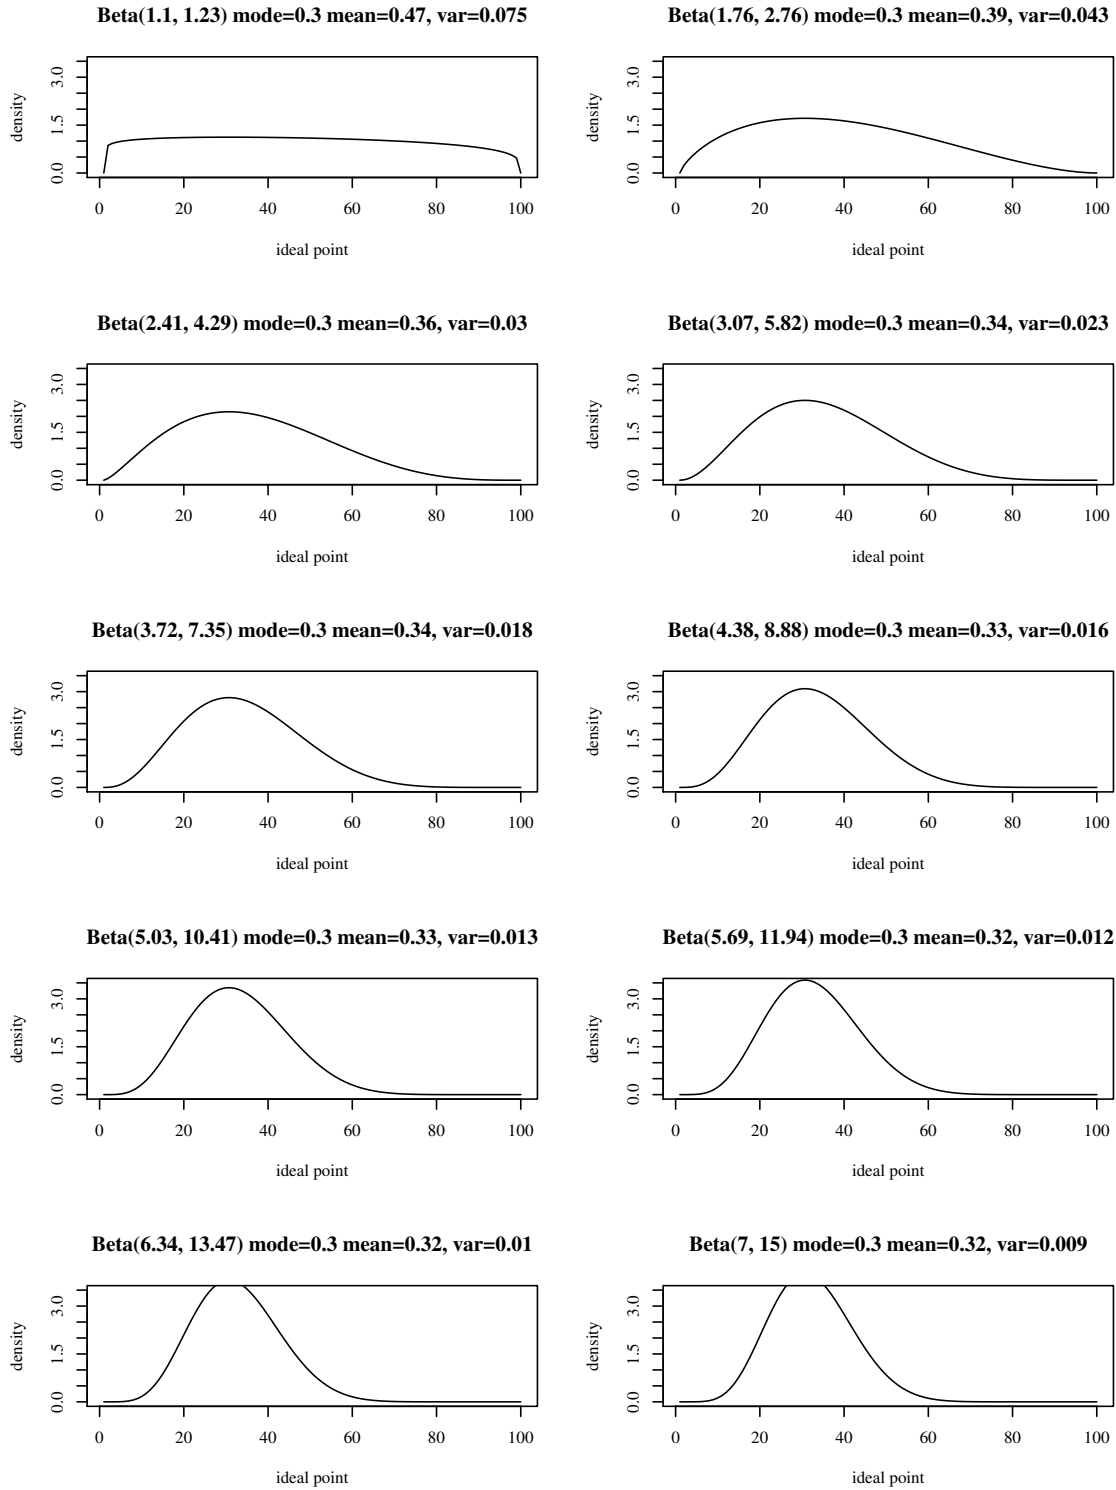 Beta(1.1, 1.23) mode=0.3 mean=0.47, var=0.075
density
0.0 1.5 3.0
0 20 40 60 80 100
ideal point
Beta(1.76, 2.76) mode=0.3 mean=0.39, var=0.043
density
0.0 1.5 3.0
0 20 40 60 80 100
ideal point
Beta(2.41, 4.29) mode=0.3 mean=0.36, var=0.03
density
0.0 1.5 3.0
0 20 40 60 80 100
ideal point
Beta(3.07, 5.82) mode=0.3 mean=0.34, var=0.023
density
0.0 1.5 3.0
0 20 40 60 80 100
ideal point
Beta(3.72, 7.35) mode=0.3 mean=0.34, var=0.018
density
0.0 1.5 3.0
0 20 40 60 80 100
ideal point
Beta(4.38, 8.88) mode=0.3 mean=0.33, var=0.016
density
0.0 1.5 3.0
0 20 40 60 80 100
ideal point
Beta(5.03, 10.41) mode=0.3 mean=0.33, var=0.013
density
0.0 1.5 3.0
0 20 40 60 80 100
ideal point
Beta(5.69, 11.94) mode=0.3 mean=0.32, var=0.012
density
0.0 1.5 3.0
0 20 40 60 80 100
ideal point
Beta(6.34, 13.47) mode=0.3 mean=0.32, var=0.01
density
0.0 1.5 3.0
0 20 40 60 80 100
ideal point
Beta(7, 15) mode=0.3 mean=0.32, var=0.009
density
0.0 1.5 3.0
0 20 40 60 80 100
ideal point